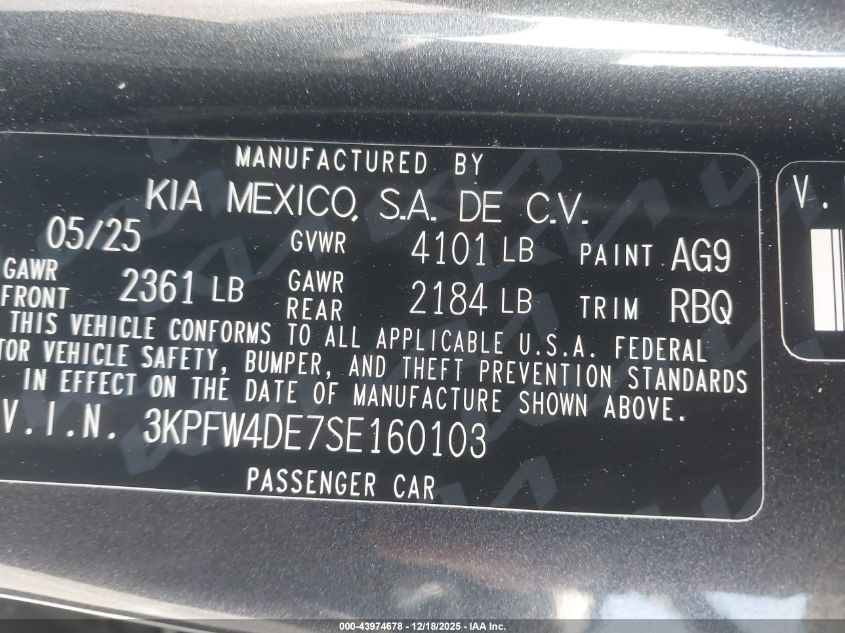 MANUFACTURED BY
KIA MEXICO, S.A. DE C.V.
05/25 GVWR 4101 LB PAINT AG9
GAWR FRONT 2361 LB GAWR REAR 2184 LB TRIM RBQ
THIS VEHICLE CONFORMS TO ALL APPLICABLE U.S.A. FEDERAL
TOR VEHICLE SAFETY, BUMPER, AND THEFT PREVENTION STANDARDS
IN EFFECT ON THE DATE OF MANUFACTURE SHOWN ABOVE.
V.I.N. 3KPFW4DE7SE160103
PASSENGER CAR
V.
000-43974678 - 12/18/2025 - IAA Inc.